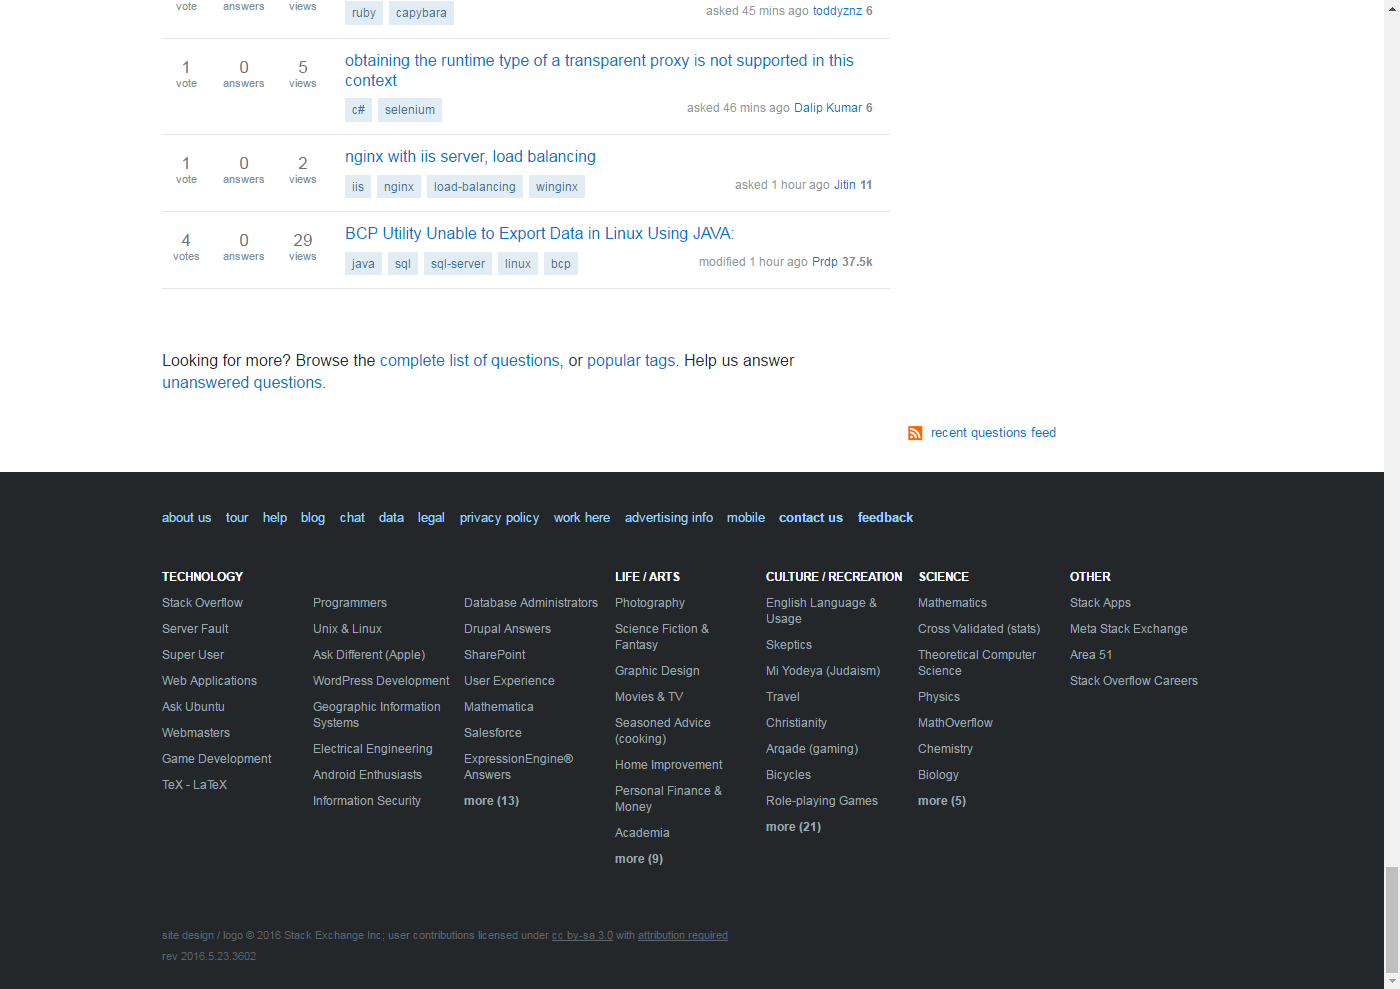 vote answers views ruby capybara asked 45 mins ago toddyznz 6
1 0 5 obtaining the runtime type of a transparent proxy is not supported in this
vote answers views context
c# selenium asked 46 mins ago Dalip Kumar 6
1 0 2 nginx with iis server, load balancing
vote answers views iis nginx load-balancing winginx asked 1 hour ago Jitin 11
4 0 29 BCP Utility Unable to Export Data in Linux Using JAVA:
votes answers views java sql sql-server linux bcp modified 1 hour ago Prdp 37.5k
Looking for more? Browse the complete list of questions, or popular tags. Help us answer
unanswered questions.
recent questions feed
about us tour help blog chat data legal privacy policy work here advertising info mobile contact us feedback
TECHNOLOGY
Stack Overflow
Server Fault
Super User
Web Applications
Ask Ubuntu
Webmasters
Game Development
TeX - LaTeX
Programmers
Unix & Linux
Ask Different (Apple)
WordPress Development
Geographic Information
Systems
Electrical Engineering
Android Enthusiasts
Information Security
Database Administrators
Drupal Answers
SharePoint
User Experience
Mathematica
Salesforce
ExpressionEngine®
Answers
more (13)
LIFE / ARTS
Photography
Science Fiction &
Fantasy
Graphic Design
Movies & TV
Seasoned Advice
(cooking)
Home Improvement
Personal Finance &
Money
Academia
more (9)
CULTURE / RECREATION
English Language &
Usage
Skeptics
Mi Yodeya (Judaism)
Travel
Christianity
Arqade (gaming)
Bicycles
Role-playing Games
more (21)
SCIENCE
Mathematics
Cross Validated (stats)
Theoretical Computer
Science
Physics
MathOverflow
Chemistry
Biology
more (5)
OTHER
Stack Apps
Meta Stack Exchange
Area 51
Stack Overflow Careers
site design / logo © 2016 Stack Exchange Inc; user contributions licensed under cc by-sa 3.0 with attribution required
rev 2016.5.23.3602